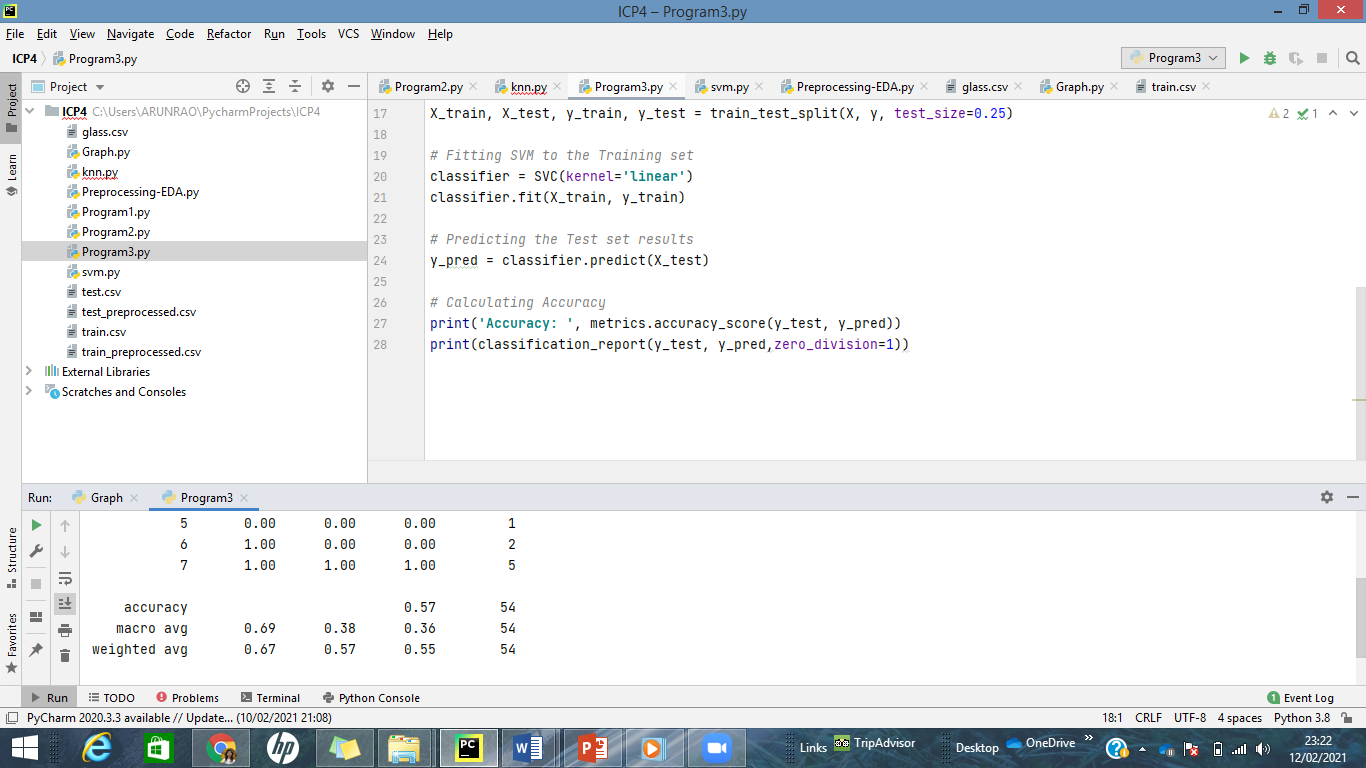 ICP4 – Program3.py
File Edit View Navigate Code Refactor Run Tools VCS Window Help
ICP4 Program3.py
Program3
Project
Project
ICP4 C:\Users\ARUNRAO\PycharmProjects\ICP4
glass.csv
Graph.py
knn.py
Preprocessing-EDA.py
Program1.py
Program2.py
Program3.py
svm.py
test.csv
test_preprocessed.csv
train.csv
train_preprocessed.csv
External Libraries
Scratches and Consoles
Learn
Structure
Favorites
Program2.py knn.py Program3.py svm.py Preprocessing-EDA.py glass.csv Graph.py train.csv
17 X_train, X_test, y_train, y_test = train_test_split(X, y, test_size=0.25)
2 1
18
19 # Fitting SVM to the Training set
20 classifier = SVC(kernel='linear')
21 classifier.fit(X_train, y_train)
22
23 # Predicting the Test set results
24 y_pred = classifier.predict(X_test)
25
26 # Calculating Accuracy
27 print('Accuracy: ', metrics.accuracy_score(y_test, y_pred))
28 print(classification_report(y_test, y_pred,zero_division=1))
Run: Graph Program3
5 0.00 0.00 0.00 1
6 1.00 0.00 0.00 2
7 1.00 1.00 1.00 5
accuracy 0.57 54
macro avg 0.69 0.38 0.36 54
weighted avg 0.67 0.57 0.55 54
Run TODO Problems Terminal Python Console 1 Event Log
PyCharm 2020.3.3 available // Update... (10/02/2021 21:08) 18:1 CRLF UTF-8 4 spaces Python 3.8
Links TripAdvisor Desktop OneDrive
23:22
12/02/2021